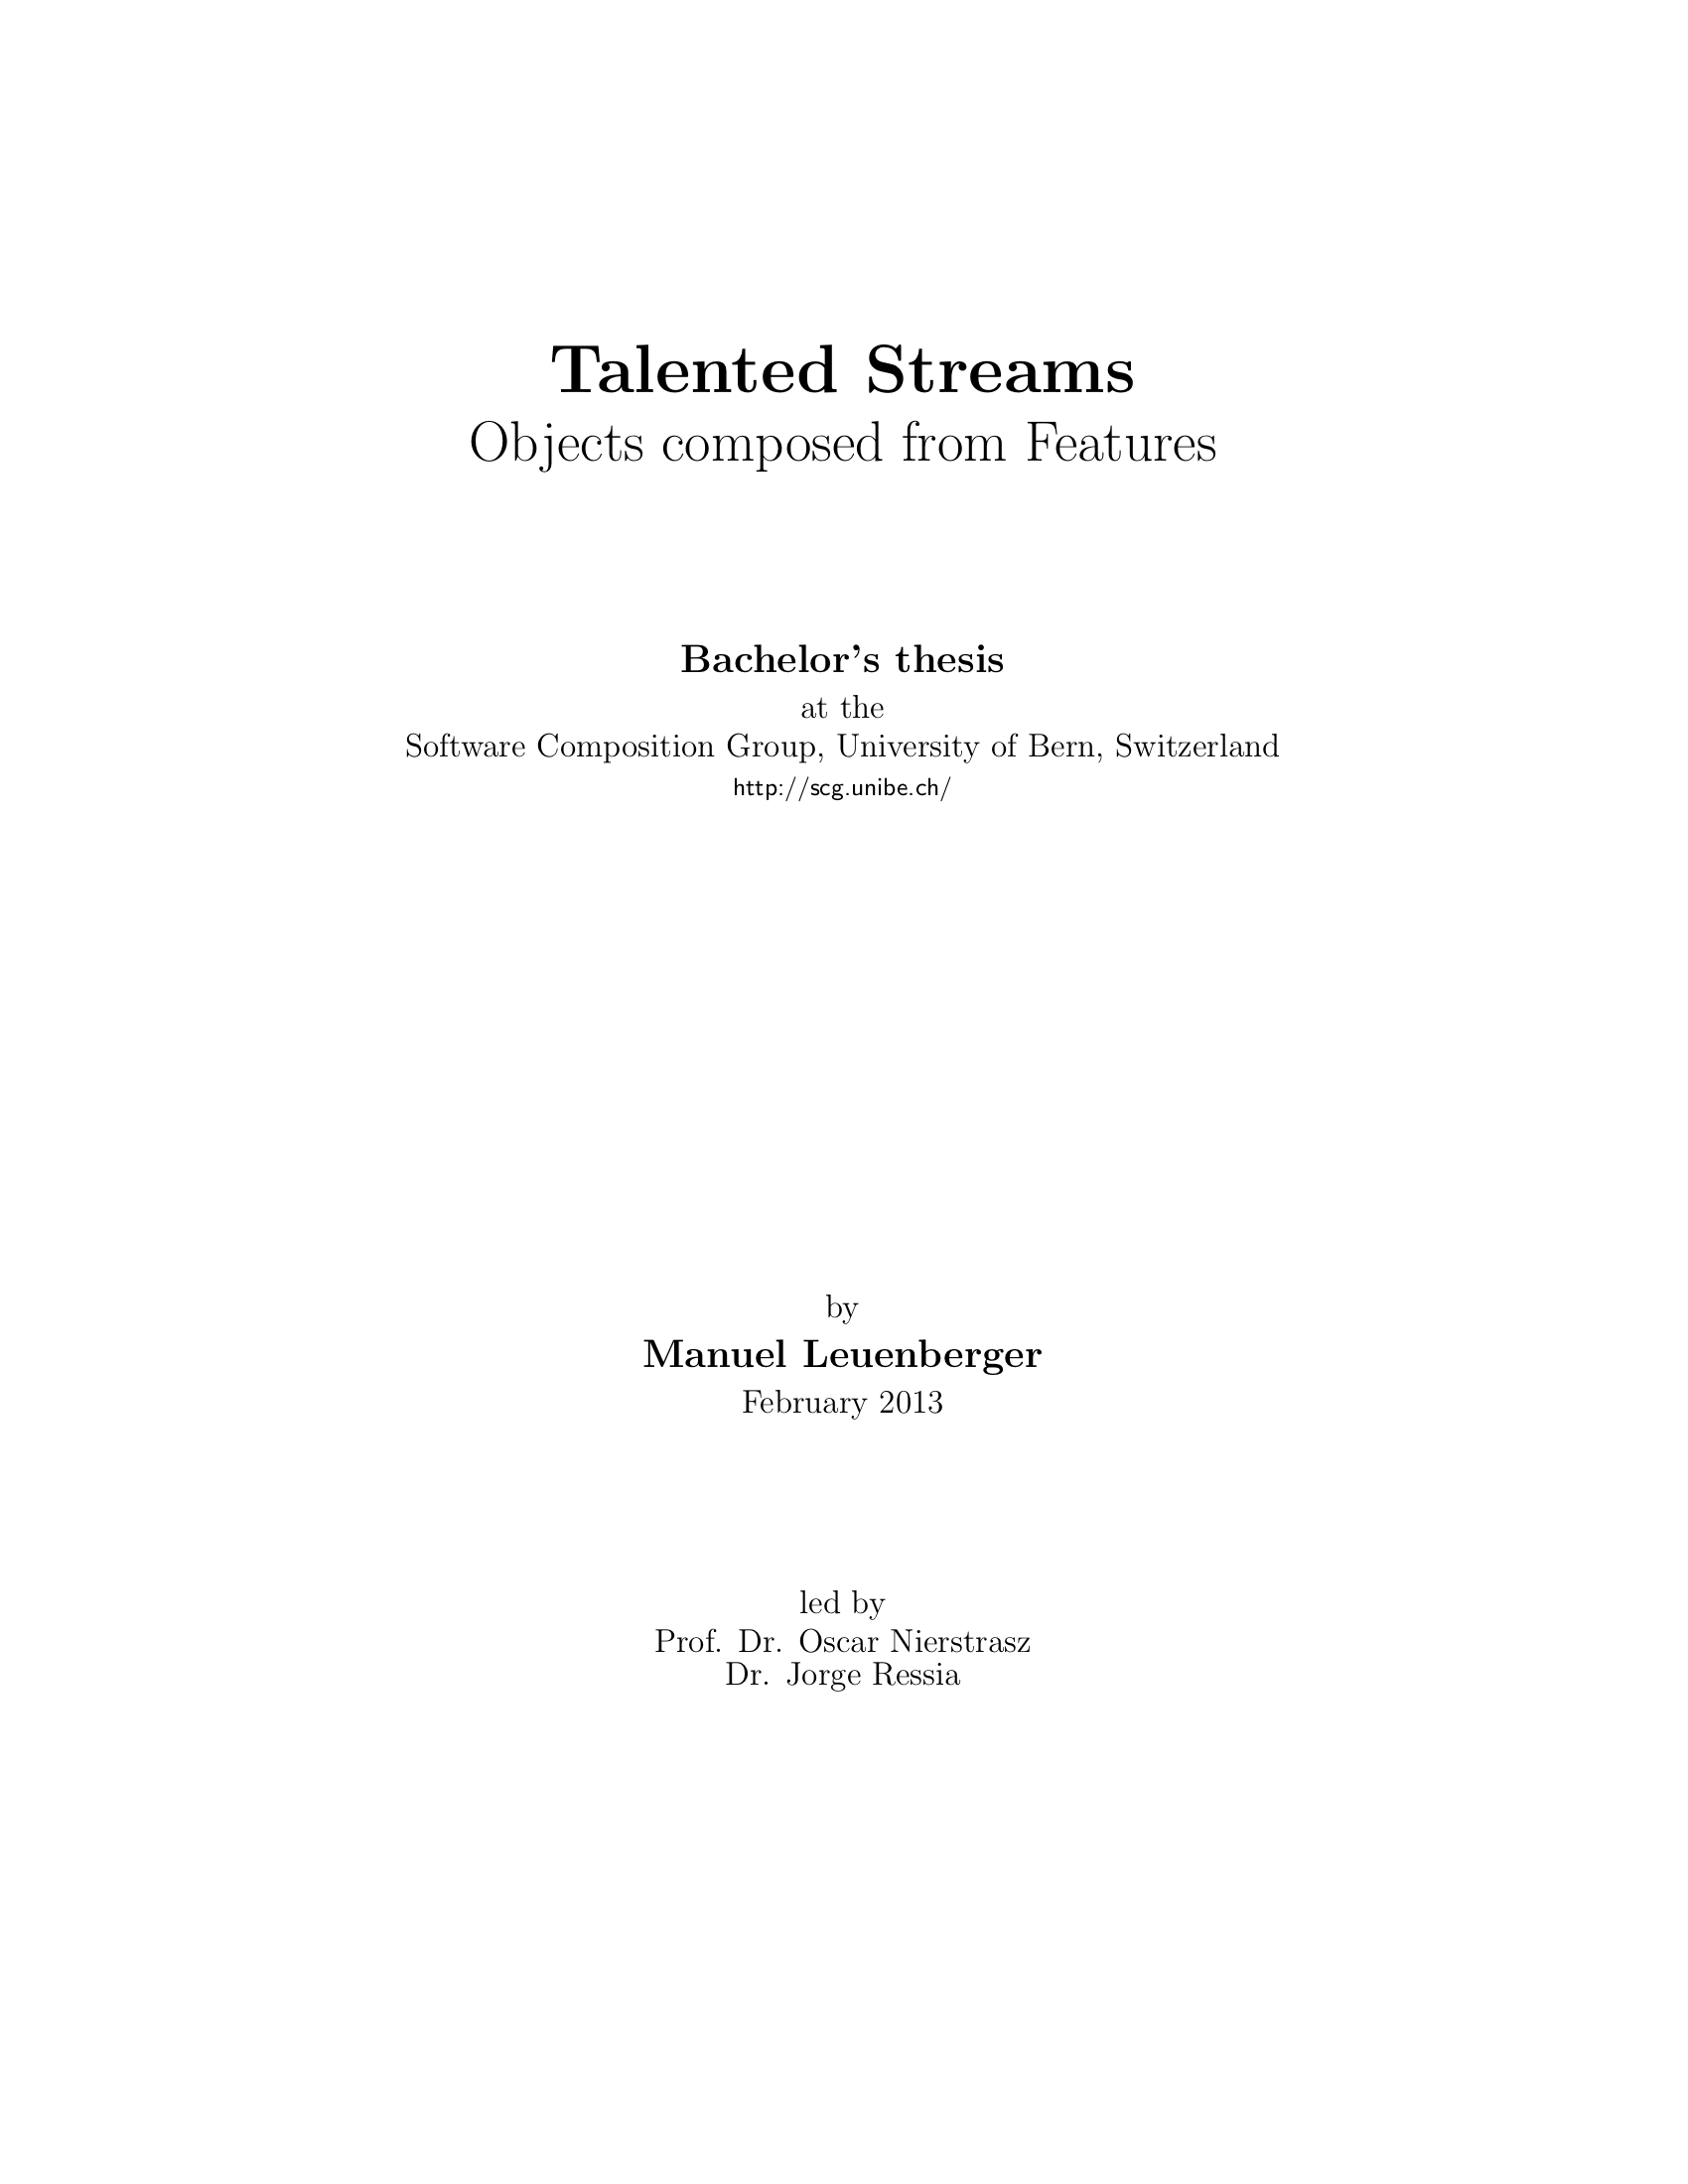 Talented Streams
Objects composed from Features
Bachelor's thesis
at the
Software Composition Group, University of Bern, Switzerland
http://scg.unibe.ch/
by
Manuel Leuenberger
February 2013
led by
Prof. Dr. Oscar Nierstrasz
Dr. Jorge Ressia